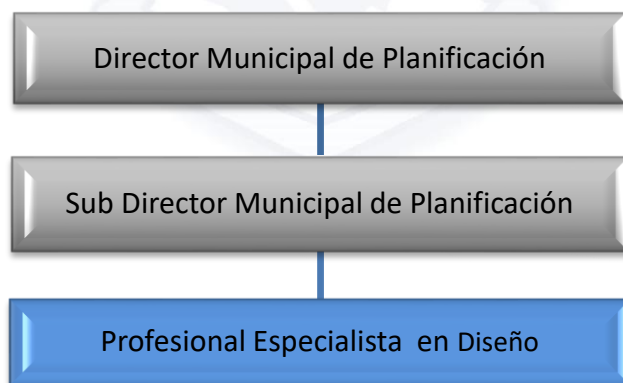 Director Municipal de Planificación
Sub Director Municipal de Planificación
Profesional Especialista en Diseño